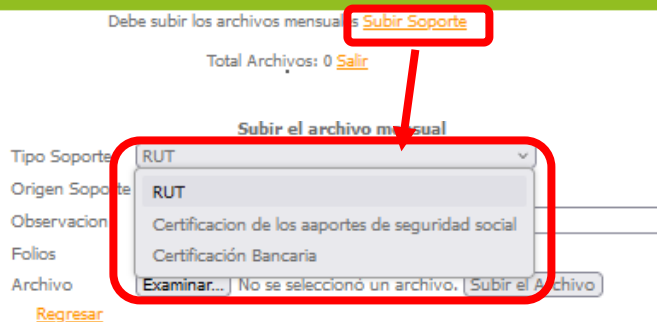 Debe subir los archivos mensuales Subir Soporte
Total Archivos: 0 Salir
Subir el archivo mensual
Tipo Soporte RUT
Origen Soporte RUT
Observacion Certificacion de los aaportes de seguridad social
Folios Certificación Bancaria
Archivo Examinar... No se seleccionó un archivo. Subir el Archivo
Regresar